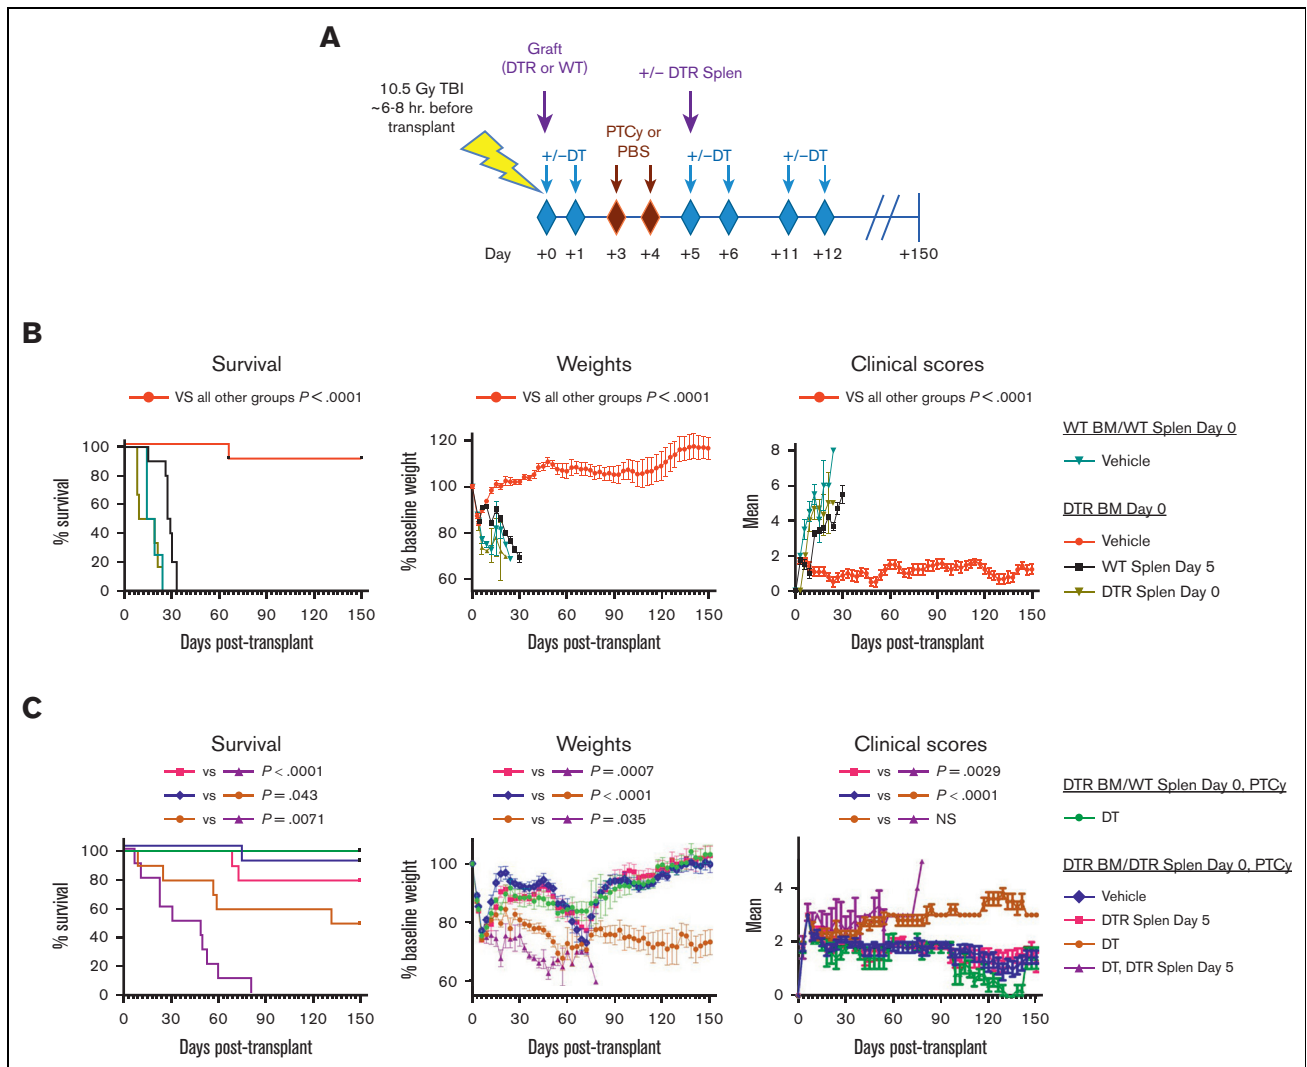 A
Graft
(DTR or WT)
+/– DTR Splen
10.5 Gy TBI
~6-8 hr. before
transplant
PTCy or
PBS
+/–DT
+/–DT
+/–DT
Day +0 +1 +3 +4 +5 +6 +11 +12 +150
B
Survival
VS all other groups P < .0001
100
80
60
40
20
0
% survival
0 30 60 90 120 150
Days post-transplant
Weights
VS all other groups P < .0001
120
100
80
60
% baseline weight
0 30 60 90 120 150
Days post-transplant
Clinical scores
VS all other groups P < .0001
8
6
4
2
0
Mean
0 30 60 90 120 150
Days post-transplant
WT BM/WT Splen Day 0
Vehicle
DTR BM Day 0
Vehicle
WT Splen Day 5
DTR Splen Day 0
C
Survival
vs P < .0001
vs P = .043
vs P = .0071
100
80
60
40
20
0
% survival
0 30 60 90 120 150
Days post-transplant
Weights
vs P = .0007
vs P < .0001
vs P = .035
100
80
60
% baseline weight
0 30 60 90 120 150
Days post-transplant
Clinical scores
vs P = .0029
vs P < .0001
vs NS
4
2
0
Mean
0 30 60 90 120 150
Days post-transplant
DTR BM/WT Splen Day 0, PTCy
DT
DTR BM/DTR Splen Day 0, PTCy
Vehicle
DTR Splen Day 5
DT
DT, DTR Splen Day 5